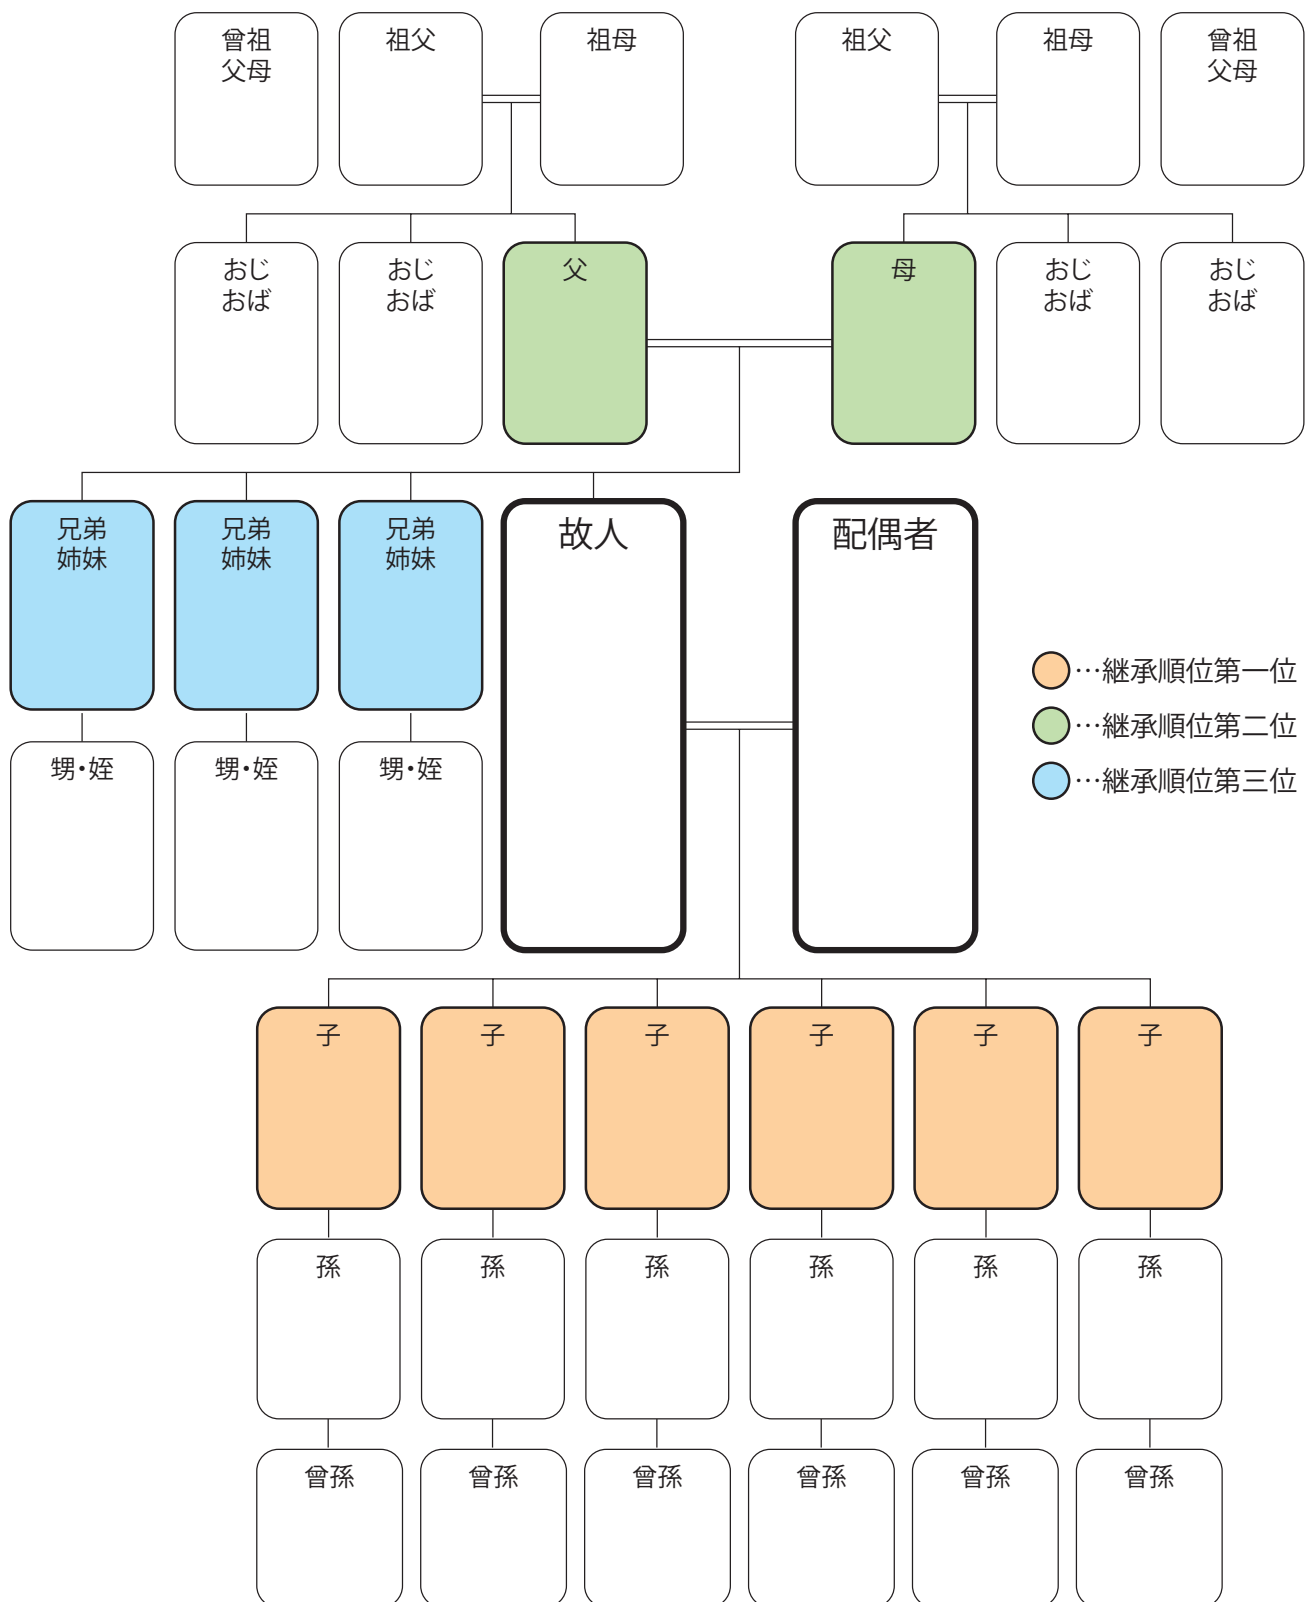 曾祖
父母
祖父
祖母
祖父
祖母
曾祖
父母
おじ
おば
おじ
おば
父
母
おじ
おば
おじ
おば
兄弟
姉妹
兄弟
姉妹
兄弟
姉妹
故人
配偶者
…継承順位第一位
…継承順位第二位
…継承順位第三位
甥・姪
甥・姪
甥・姪
子
子
子
子
子
子
孫
孫
孫
孫
孫
孫
曾孫
曾孫
曾孫
曾孫
曾孫
曾孫